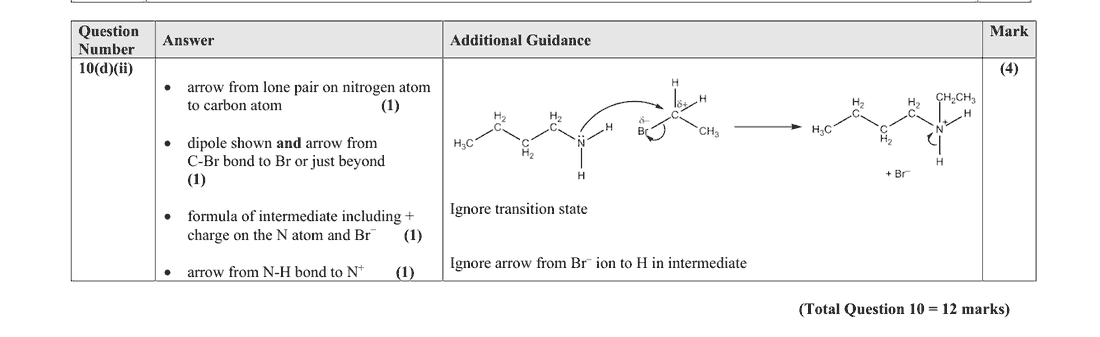 Question Number
Answer
Additional Guidance
Mark
10(d)(ii)
• arrow from lone pair on nitrogen atom
to carbon atom (1)
• dipole shown and arrow from
C-Br bond to Br or just beyond
(1)
• formula of intermediate including +
charge on the N atom and Br⁻ (1)
• arrow from N-H bond to N⁺ (1)
H₃C
H₂
C
C
H₂
H₂
C
N̈
H
H
H
δ+
H
δ-
Br
C
CH₃
H₃C
H₂
C
C
H₂
H₂
C
CH₂CH₃
H
N⁺
H
+ Br⁻
Ignore transition state
Ignore arrow from Br⁻ ion to H in intermediate
(4)
(Total Question 10 = 12 marks)